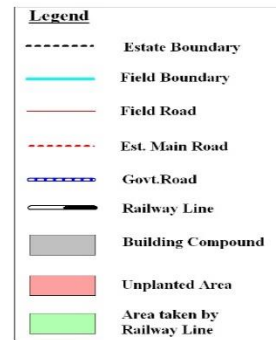 Legend
Estate Boundary
Field Boundary
Field Road
Est. Main Road
Govt.Road
Railway Line
Building Compound
Unplanted Area
Area taken by
Railway Line